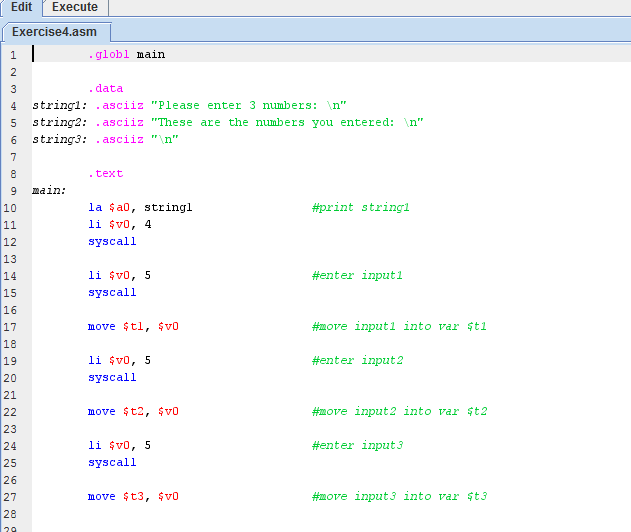 Edit Execute
Exercise4.asm
1 .globl main
2
3 .data
4 string1: .asciiz "Please enter 3 numbers: \n"
5 string2: .asciiz "These are the numbers you entered: \n"
6 string3: .asciiz "\n"
7
8 .text
9 main:
10 la $a0, string1 #print string1
11 li $v0, 4
12 syscall
13
14 li $v0, 5 #enter input1
15 syscall
16
17 move $t1, $v0 #move input1 into var $t1
18
19 li $v0, 5 #enter input2
20 syscall
21
22 move $t2, $v0 #move input2 into var $t2
23
24 li $v0, 5 #enter input3
25 syscall
26
27 move $t3, $v0 #move input3 into var $t3
28
29